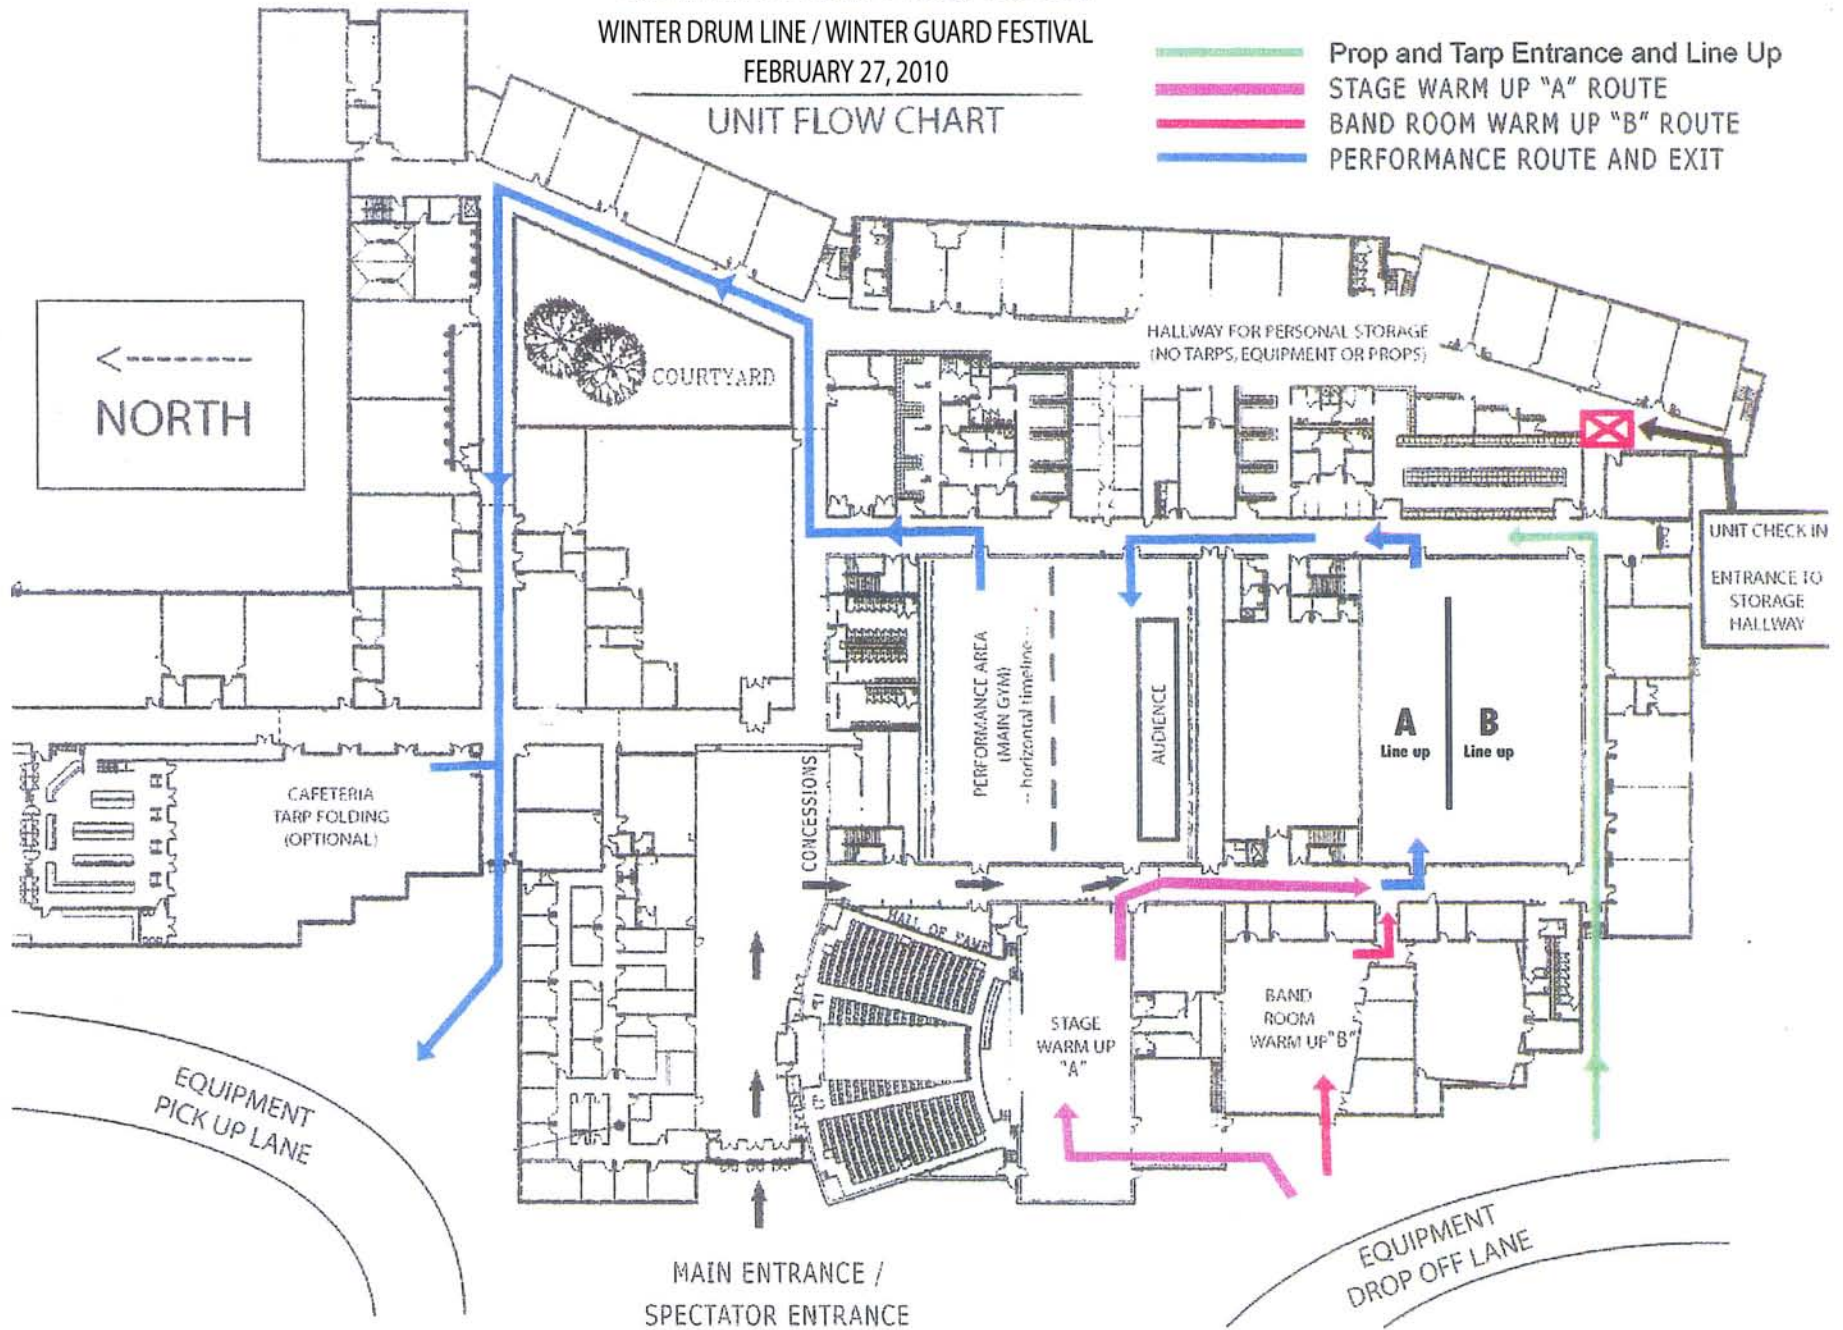 WINTER DRUM LINE / WINTER GUARD FESTIVAL
FEBRUARY 27, 2010
UNIT FLOW CHART
Prop and Tarp Entrance and Line Up
STAGE WARM UP "A" ROUTE
BAND ROOM WARM UP "B" ROUTE
PERFORMANCE ROUTE AND EXIT
NORTH
COURTYARD
HALLWAY FOR PERSONAL STORAGE
(NO TARPS, EQUIPMENT OR PROPS)
UNIT CHECK IN
ENTRANCE TO
STORAGE
HALLWAY
PERFORMANCE AREA
(MAIN GYM)
-- horizontal timeline --
AUDIENCE
A
Line up
B
Line up
CAFETERIA
TARP FOLDING
(OPTIONAL)
CONCESSIONS
HALL OF FAME
STAGE
WARM UP
"A"
BAND
ROOM
WARM UP "B"
EQUIPMENT
PICK UP LANE
EQUIPMENT
DROP OFF LANE
MAIN ENTRANCE /
SPECTATOR ENTRANCE